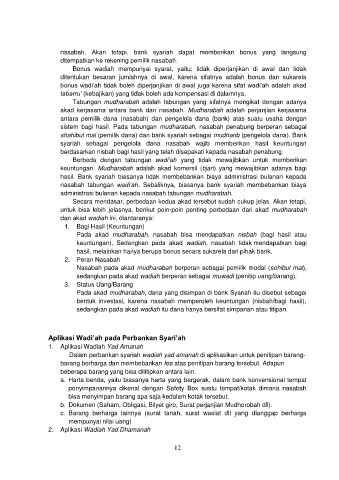 nasabah. Akan tetapi, bank syariah dapat memberikan bonus yang langsung
ditempatkan ke rekening pemilik nasabah.
Bonus wadiah mempunyai syarat, yaitu: tidak diperjanjikan di awal dan tidak
ditentukan besaran jumlahnya di awal, karena sifatnya adalah bonus dan sukarela
bonus wadi'ah tidak boleh diperjanjikan di awal juga karena sifat wadi'ah adalah akad
tabarru' (kebajikan) yang tidak boleh ada kompensasi di dalamnya.
Tabungan mudharabah adalah tabungan yang sifatnya mengikat dengan adanya
akad kerjasama antara bank dan nasabah. Mudharabah adalah perjanjian kerjasama
antara pemilik dana (nasabah) dan pengelola dana (bank) atas suatu usaha dengan
sistem bagi hasil. Pada tabungan mudharabah, nasabah penabung berperan sebagai
shohibul mal (pemilik dana) dan bank syariah sebagai mudharib (pengelola dana). Bank
syariah sebagai pengelola dana nasabah wajib memberikan hasil keuntungan
berdasarkan nisbah bagi hasil yang telah disepakati kepada nasabah penabung.
Berbeda dengan tabungan wadi'ah yang tidak mewajibkan untuk memberikan
keuntungan. Mudharabah adalah akad komersil (tijari) yang mewajibkan adanya bagi
hasil. Bank syariah biasanya tidak membebankan biaya administrasi bulanan kepada
nasabah tabungan wadi'ah. Sebaliknya, biasanya bank syariah membebankan biaya
administrasi bulanan kepada nasabah tabungan mudharabah.
Secara mendasar, perbedaan kedua akad tersebut sudah cukup jelas. Akan tetapi,
untuk bisa lebih jelasnya, berikut poin-poin penting perbedaan dari akad mudharabah
dan akad wadiah ini, diantaranya:
1. Bagi Hasil (Keuntungan)
Pada akad mudharabah, nasabah bisa mendapatkan nisbah (bagi hasil atau
keuntungan), Sedangkan pada akad wadiah, nasabah tidak mendapatkan bagi
hasil, melainkan hanya berupa bonus secara sukarela dari pihak bank.
2. Peran Nasabah
Nasabah pada akad mudharabah berperan sebagai pemilik modal (sohibul mal),
sedangkan pada akad wadiah berperan sebagai muwadi (penitip uang/barang).
3. Status Uang/Barang
Pada akad mudharabah, dana yang disimpan di bank Syariah itu disebut sebagai
bentuk investasi, karena nasabah memperoleh keuntungan (nisbah/bagi hasil),
sedangkan pada akad wadiah itu dana hanya bersifat simpanan atau titipan.
Aplikasi Wadi'ah pada Perbankan Syari'ah
1. Aplikasi Wadiah Yad Amanah
Dalam perbankan syariah wadiah yad amanah di aplikasikan untuk penitipan barang-
barang berharga dan membebankan fee atas penitipan barang tersebut. Adapun
beberapa barang yang bisa dititipkan antara lain:
a. Harta benda, yaitu biasanya harta yang bergerak, dalam bank konvensional tempat
penyimpanannya dikenal dengan Safety Box suatu tempat/kotak dimana nasabah
bisa menyimpan barang apa saja kedalam kotak tersebut.
b. Dokumen (Saham, Obligasi, Bilyet giro, Surat perjanjian Mudhorobah dll).
c. Barang berharga lainnya (surat tanah, surat wasiat dll yang dianggap berharga
mempunyai nilai uang)
2. Aplikasi Wadiah Yad Dhamanah
12